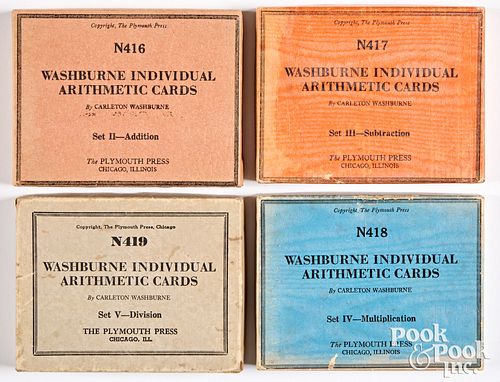 Copyright, The Plymouth Press
N416
WASHBURNE INDIVIDUAL
ARITHMETIC CARDS
By CARLETON WASHBURNE
Set II—Addition
The PLYMOUTH PRESS
CHICAGO, ILLINOIS
Copyright, The Plymouth Press
N417
WASHBURNE INDIVIDUAL
ARITHMETIC CARDS
By CARLETON WASHBURNE
Set III—Subtraction
The PLYMOUTH PRESS
CHICAGO, ILLINOIS
Copyright, The Plymouth Press, Chicago
N419
WASHBURNE INDIVIDUAL
ARITHMETIC CARDS
By CARLETON WASHBURNE
Set V—Division
THE PLYMOUTH PRESS
CHICAGO, ILL.
Copyright, The Plymouth Press
N418
WASHBURNE INDIVIDUAL
ARITHMETIC CARDS
By CARLETON WASHBURNE
Set IV—Multiplication
The PLYMOUTH PRESS
CHICAGO, ILLINOIS
Pook
& Pook
Inc.